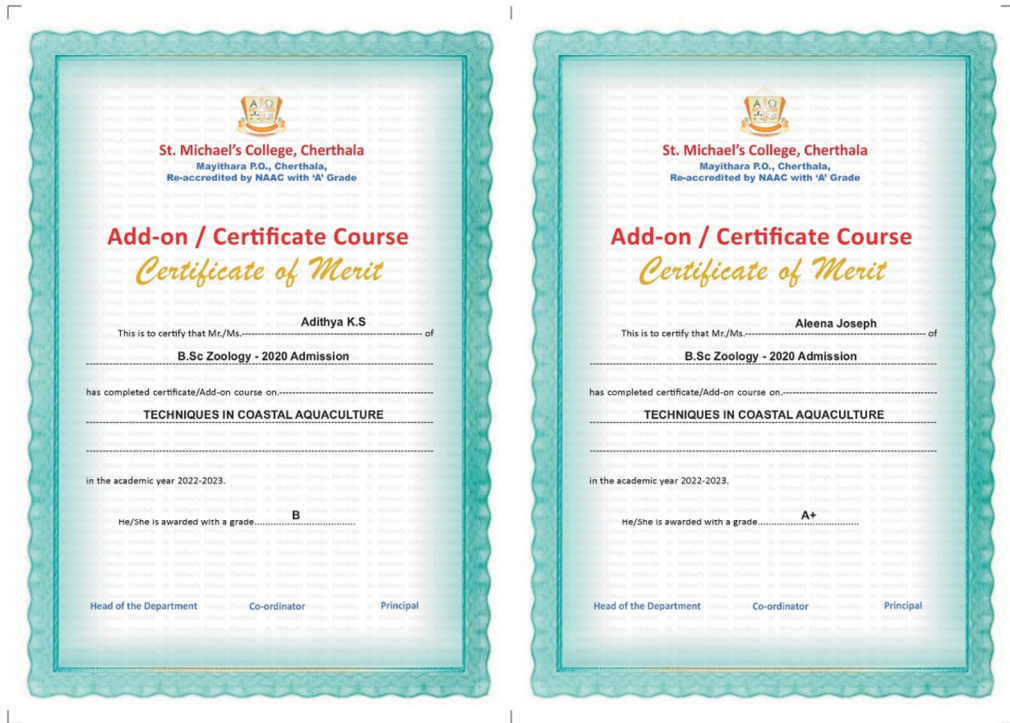 St. Michael's College, Cherthala
Mayithara P.O., Cherthala,
Re-accredited by NAAC with 'A' Grade
Add-on / Certificate Course
Certificate of Merit
Adithya K.S
This is to certify that Mr./Ms.---------- of
B.Sc Zoology - 2020 Admission
has completed certificate/Add-on course on.----------
TECHNIQUES IN COASTAL AQUACULTURE
in the academic year 2022-2023.
He/She is awarded with a grade.......... B
Head of the Department Co-ordinator Principal
St. Michael's College, Cherthala
Mayithara P.O., Cherthala,
Re-accredited by NAAC with 'A' Grade
Add-on / Certificate Course
Certificate of Merit
Aleena Joseph
This is to certify that Mr./Ms.---------- of
B.Sc Zoology - 2020 Admission
has completed certificate/Add-on course on.----------
TECHNIQUES IN COASTAL AQUACULTURE
in the academic year 2022-2023.
He/She is awarded with a grade.......... A+
Head of the Department Co-ordinator Principal